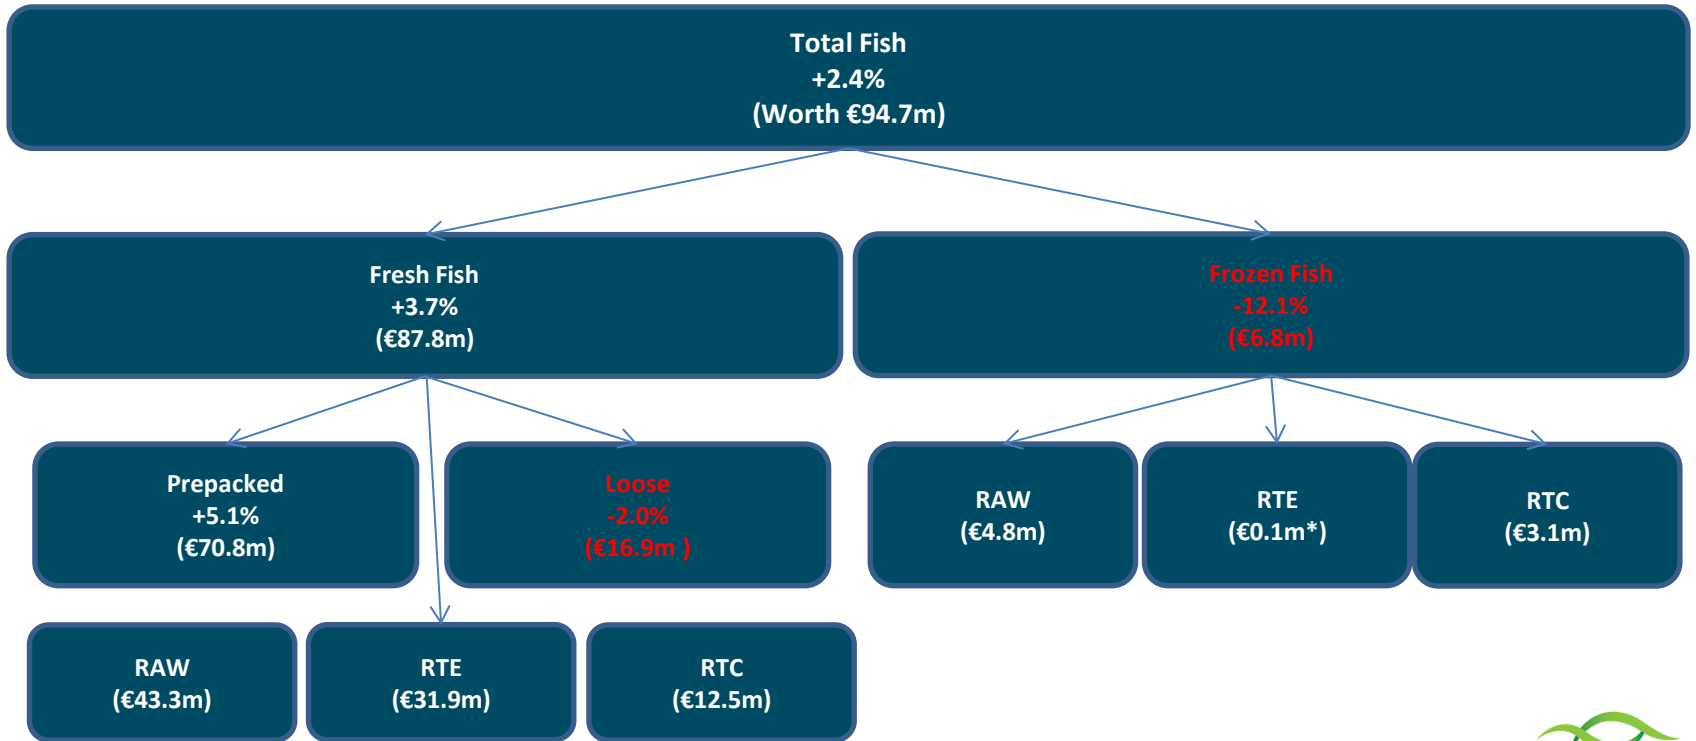 Total Fish
+2.4%
(Worth €94.7m)
Fresh Fish
+3.7%
(€87.8m)
Frozen Fish
-12.1%
(€6.8m)
Prepacked
+5.1%
(€70.8m)
Loose
-2.0%
(€16.9m )
RAW
(€4.8m)
RTE
(€0.1m*)
RTC
(€3.1m)
RAW
(€43.3m)
RTE
(€31.9m)
RTC
(€12.5m)